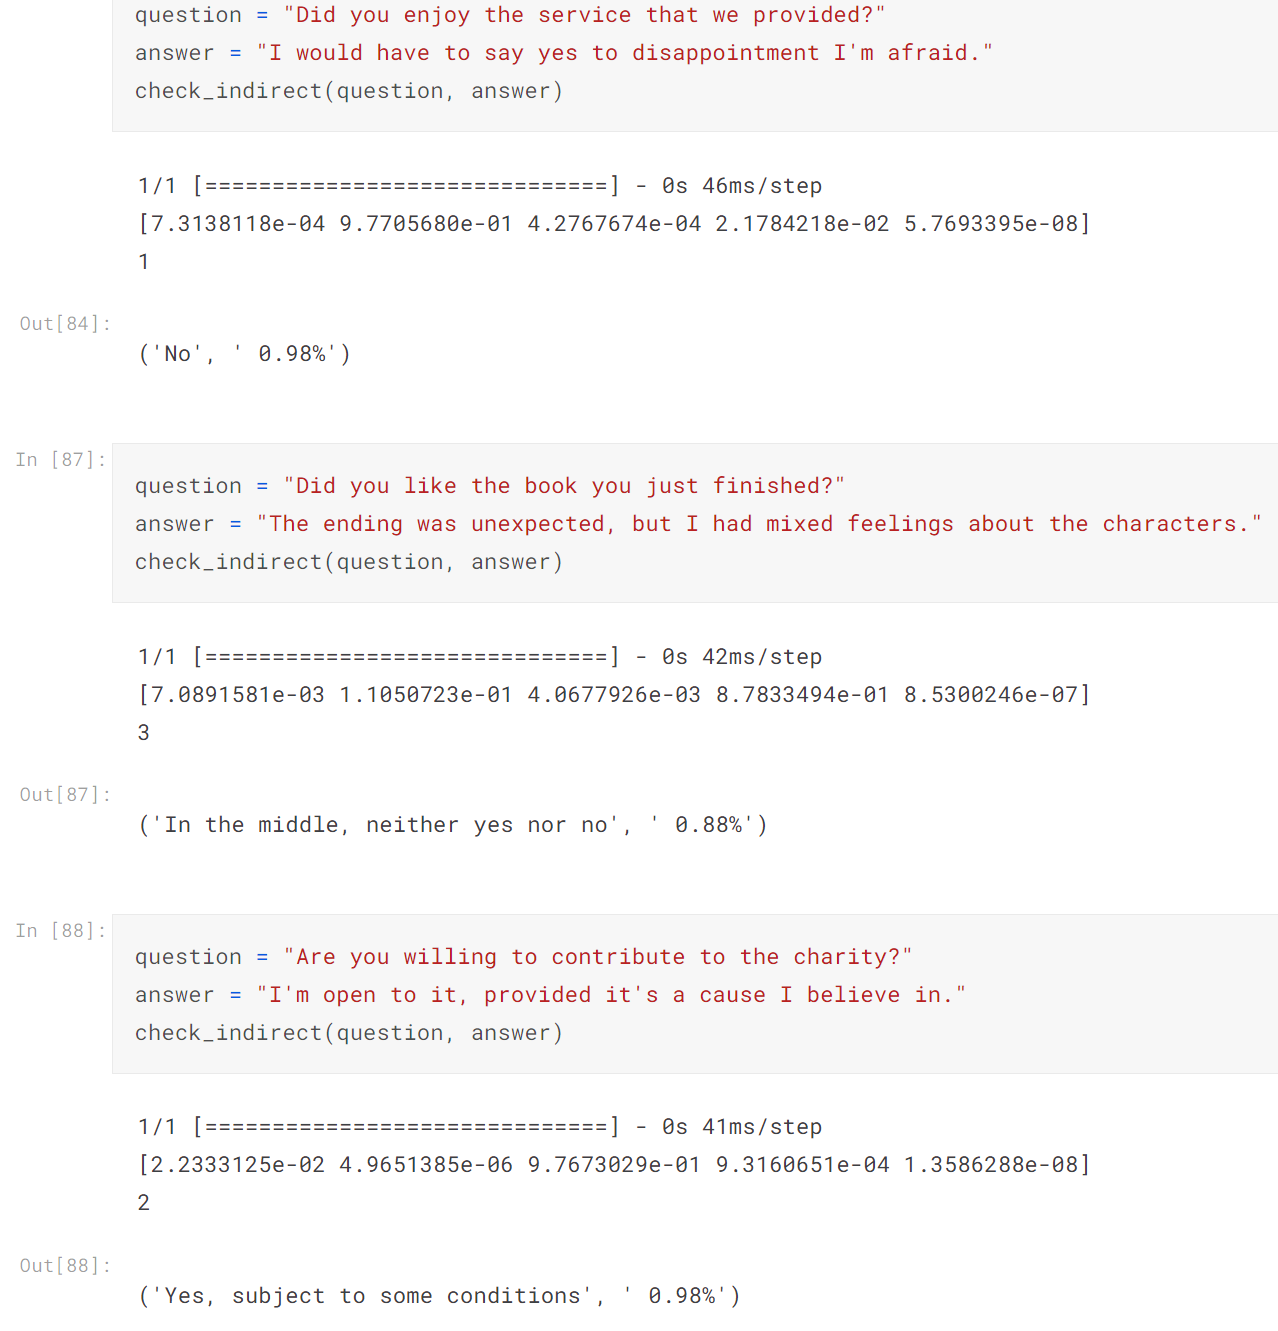 question = "Did you enjoy the service that we provided?"
answer = "I would have to say yes to disappointment I'm afraid."
check_indirect(question, answer)
1/1 [==============================] - 0s 46ms/step
[7.3138118e-04 9.7705680e-01 4.2767674e-04 2.1784218e-02 5.7693395e-08]
1
Out[84]:
('No', ' 0.98%')
In [87]:
question = "Did you like the book you just finished?"
answer = "The ending was unexpected, but I had mixed feelings about the characters."
check_indirect(question, answer)
1/1 [==============================] - 0s 42ms/step
[7.0891581e-03 1.1050723e-01 4.0677926e-03 8.7833494e-01 8.5300246e-07]
3
Out[87]:
('In the middle, neither yes nor no', ' 0.88%')
In [88]:
question = "Are you willing to contribute to the charity?"
answer = "I'm open to it, provided it's a cause I believe in."
check_indirect(question, answer)
1/1 [==============================] - 0s 41ms/step
[2.2333125e-02 4.9651385e-06 9.7673029e-01 9.3160651e-04 1.3586288e-08]
2
Out[88]:
('Yes, subject to some conditions', ' 0.98%')